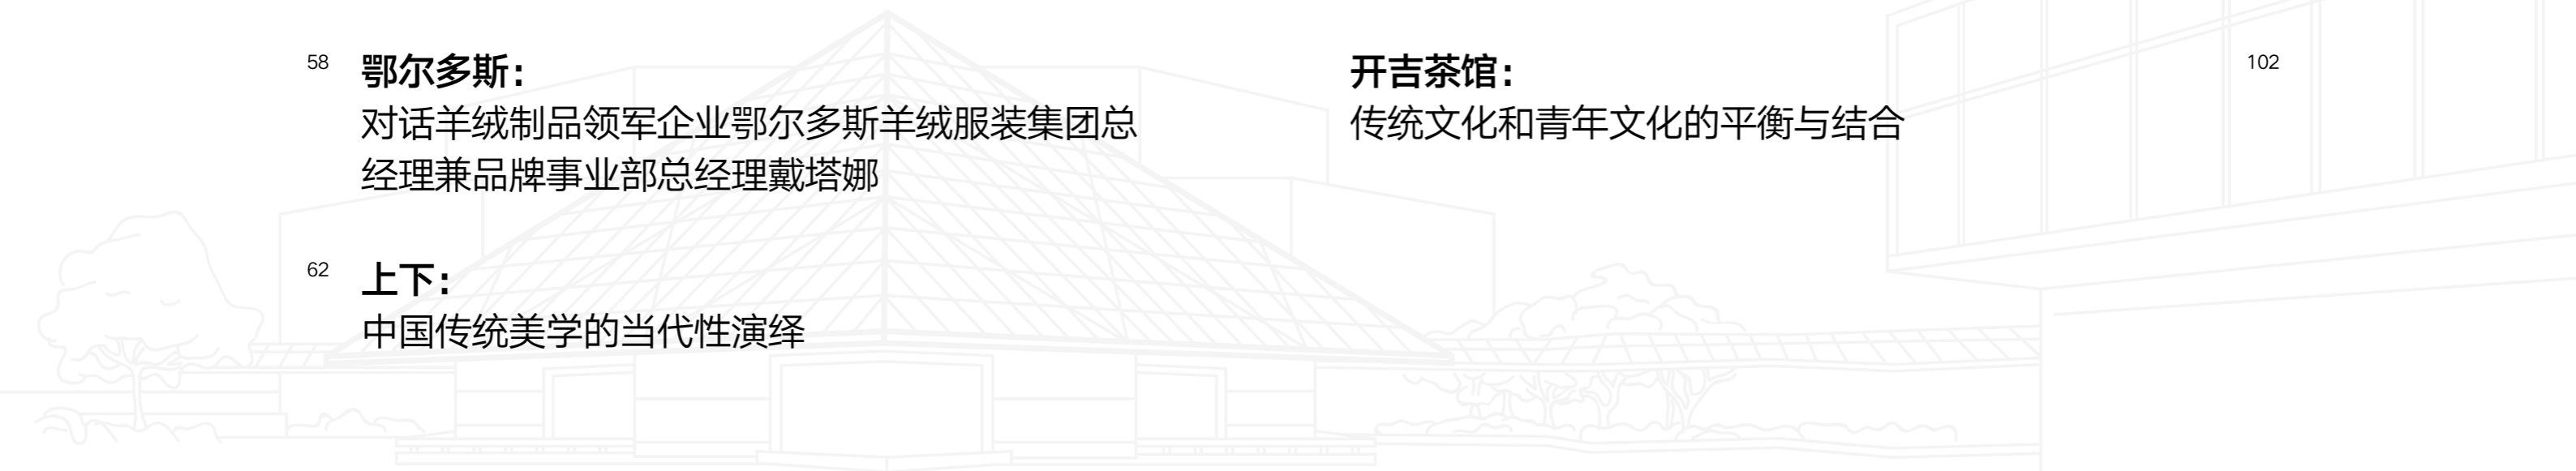 58
鄂尔多斯：
对话羊绒制品领军企业鄂尔多斯羊绒服装集团总
经理兼品牌事业部总经理戴塔娜
62
上下：
中国传统美学的当代性演绎
开吉茶馆：
102
传统文化和青年文化的平衡与结合